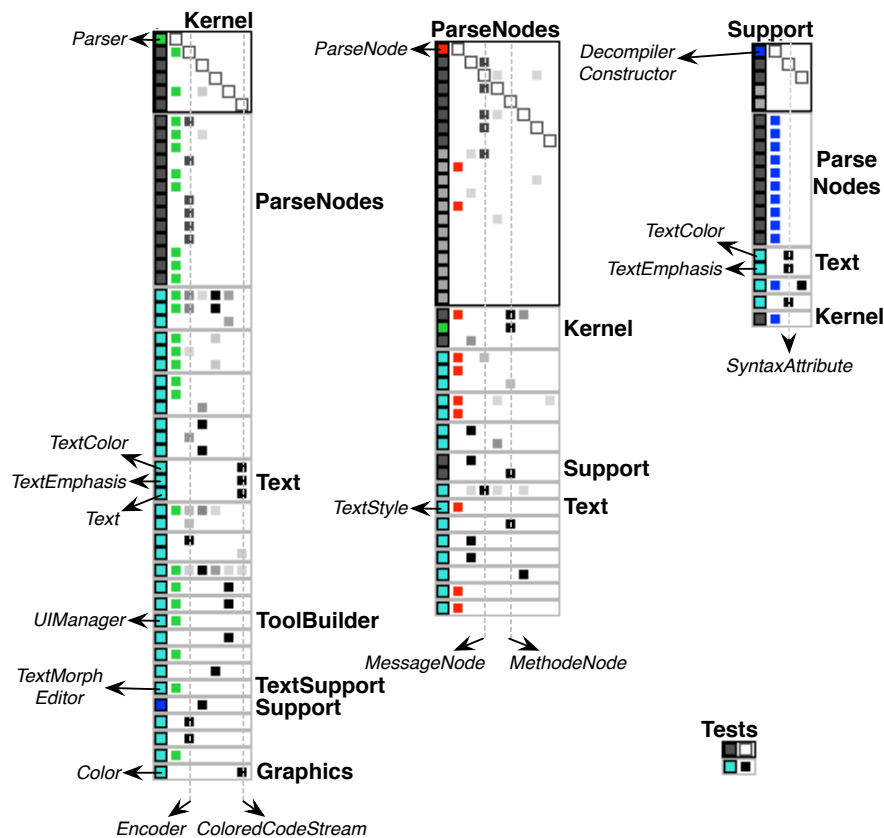 Kernel
Parser
ParseNodes
TextColor
TextEmphasis
Text
Text
UIManager
ToolBuilder
TextMorph
Editor
TextSupport
Support
Color
Graphics
Encoder
ColoredCodeStream
ParseNodes
ParseNode
Kernel
Support
TextStyle
Text
MessageNode
MethodeNode
Support
Decompiler
Constructor
Parse
Nodes
TextColor
TextEmphasis
Text
Kernel
SyntaxAttribute
Tests